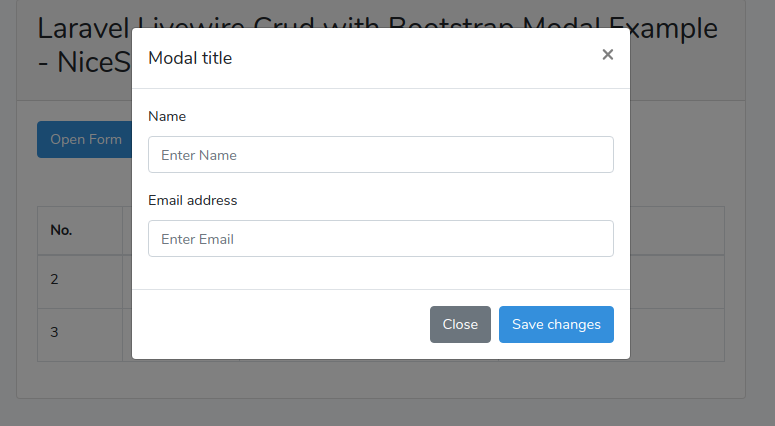 Laravel Livewire Crud with Bootstrap Modal Example
- NiceS
Modal title
×
Open Form
Name
Enter Name
Email address
Enter Email
No.
2
3
Close
Save changes